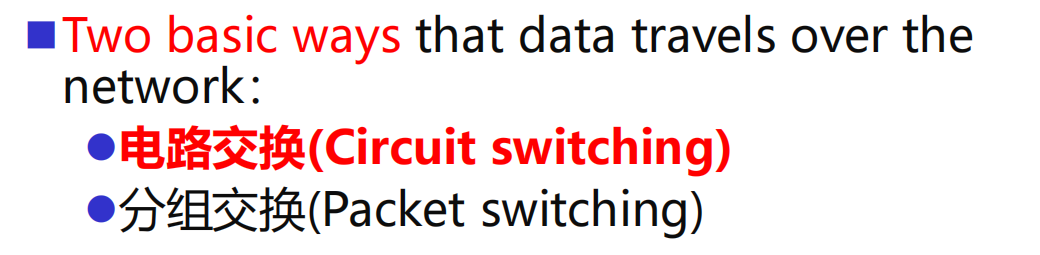 Two basic ways that data travels over the
network：
电路交换(Circuit switching)
分组交换(Packet switching)